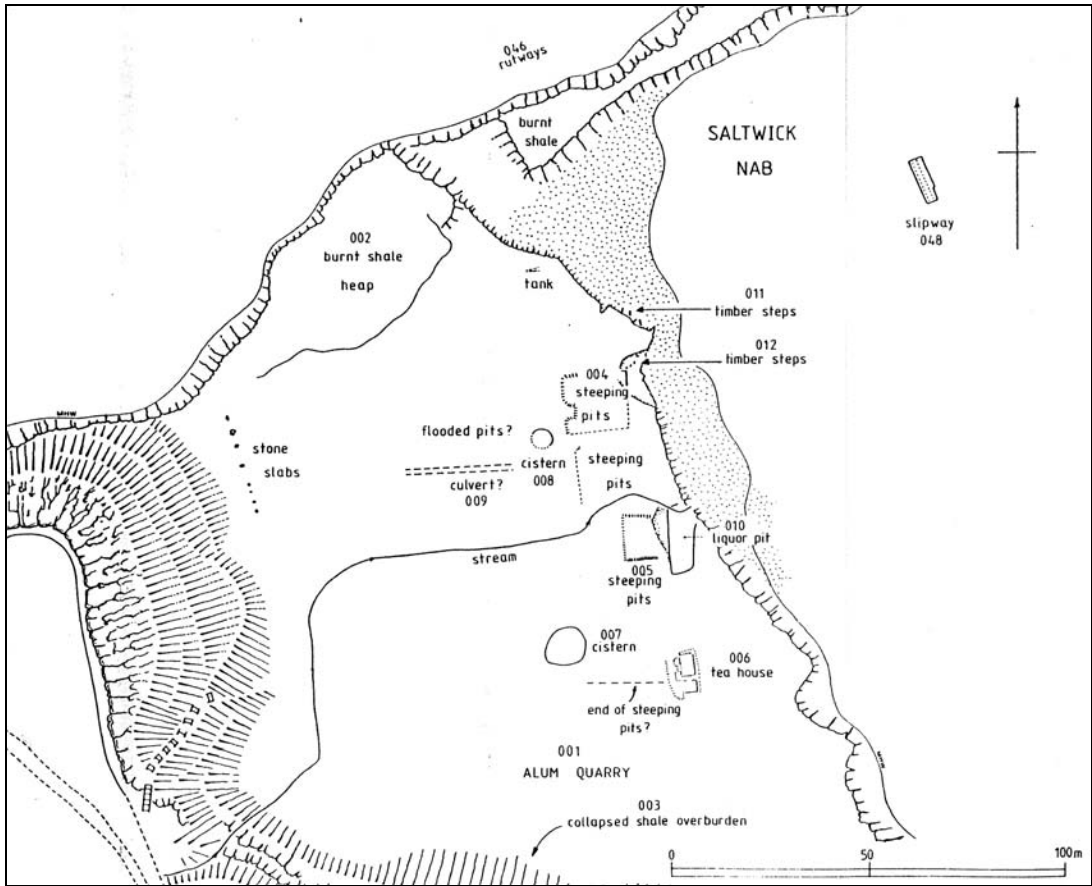 046
rutways
burnt
shale
SALTWICK
NAB
slipway
048
002
burnt shale
heap
tank
011
timber steps
012
timber steps
004
steeping
pits
MHW
stone
slabs
flooded pits?
cistern
008
culvert?
009
steeping
pits
stream
010
liquor pit
005
steeping
pits
007
cistern
006
tea house
end of steeping
pits?
001
ALUM QUARRY
MHW
003
collapsed shale overburden
0
50
100m